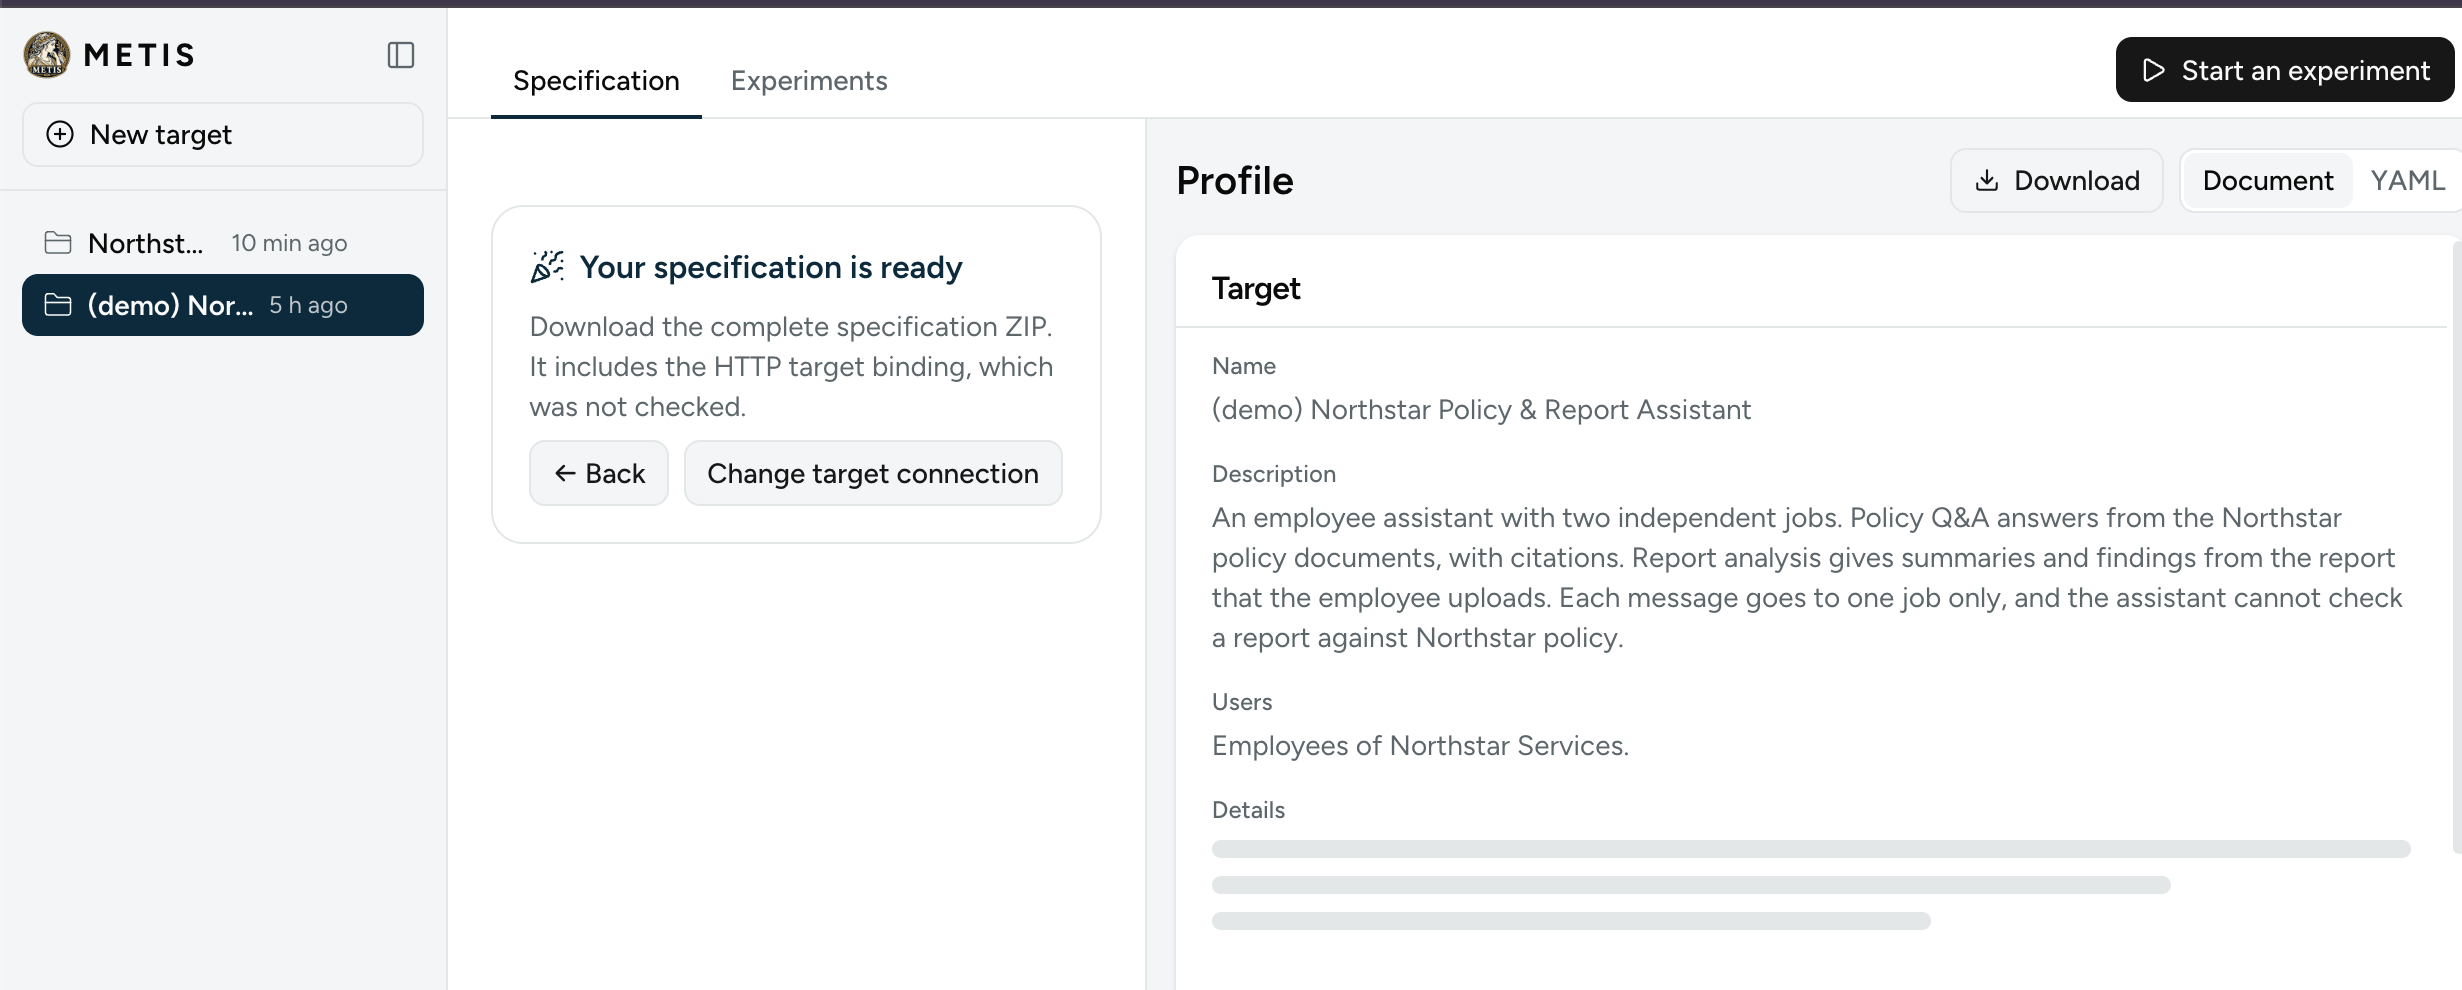 METIS
METIS
New target
Northst... 10 min ago
(demo) Nor... 5 h ago
Specification Experiments
Start an experiment
Your specification is ready
Download the complete specification ZIP.
It includes the HTTP target binding, which
was not checked.
← Back Change target connection
Profile
Download Document YAML
Target
Name
(demo) Northstar Policy & Report Assistant
Description
An employee assistant with two independent jobs. Policy Q&A answers from the Northstar
policy documents, with citations. Report analysis gives summaries and findings from the report
that the employee uploads. Each message goes to one job only, and the assistant cannot check
a report against Northstar policy.
Users
Employees of Northstar Services.
Details